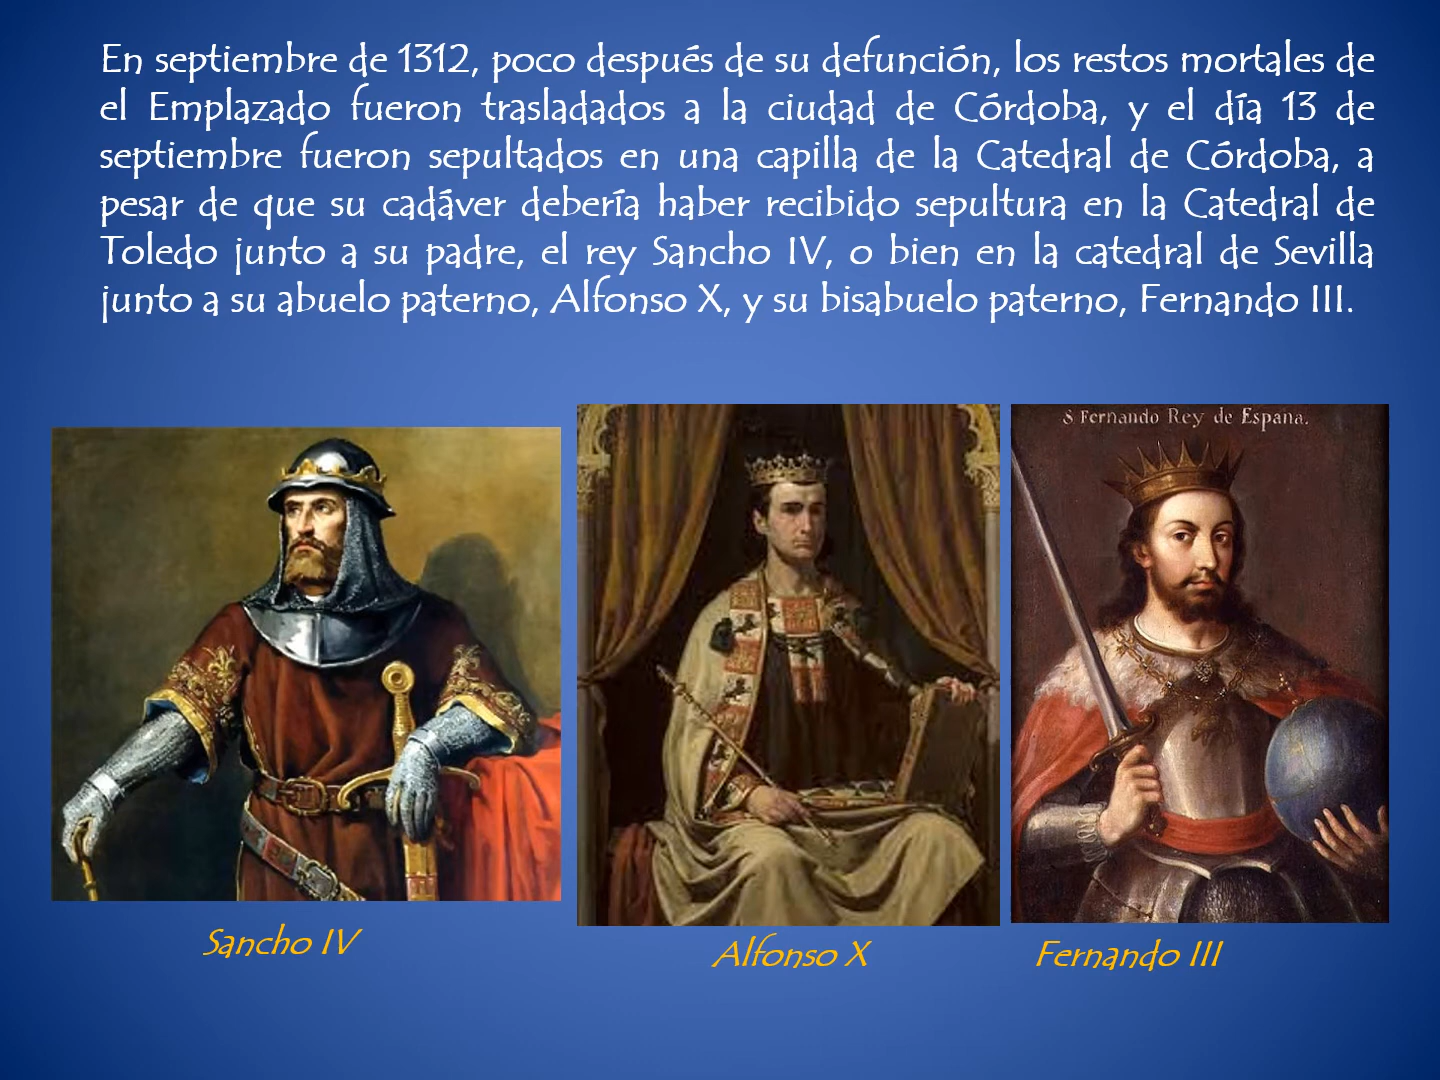 En septiembre de 1312, poco después de su defunción, los restos mortales de
el Emplazado fueron trasladados a la ciudad de Córdoba, y el día 13 de
septiembre fueron sepultados en una capilla de la Catedral de Córdoba, a
pesar de que su cadáver debería haber recibido sepultura en la Catedral de
Toledo junto a su padre, el rey Sancho IV, o bien en la catedral de Sevilla
junto a su abuelo paterno, Alfonso X, y su bisabuelo paterno, Fernando III.
S Fernando Rey de España.
Sancho IV
Alfonso X
Fernando III